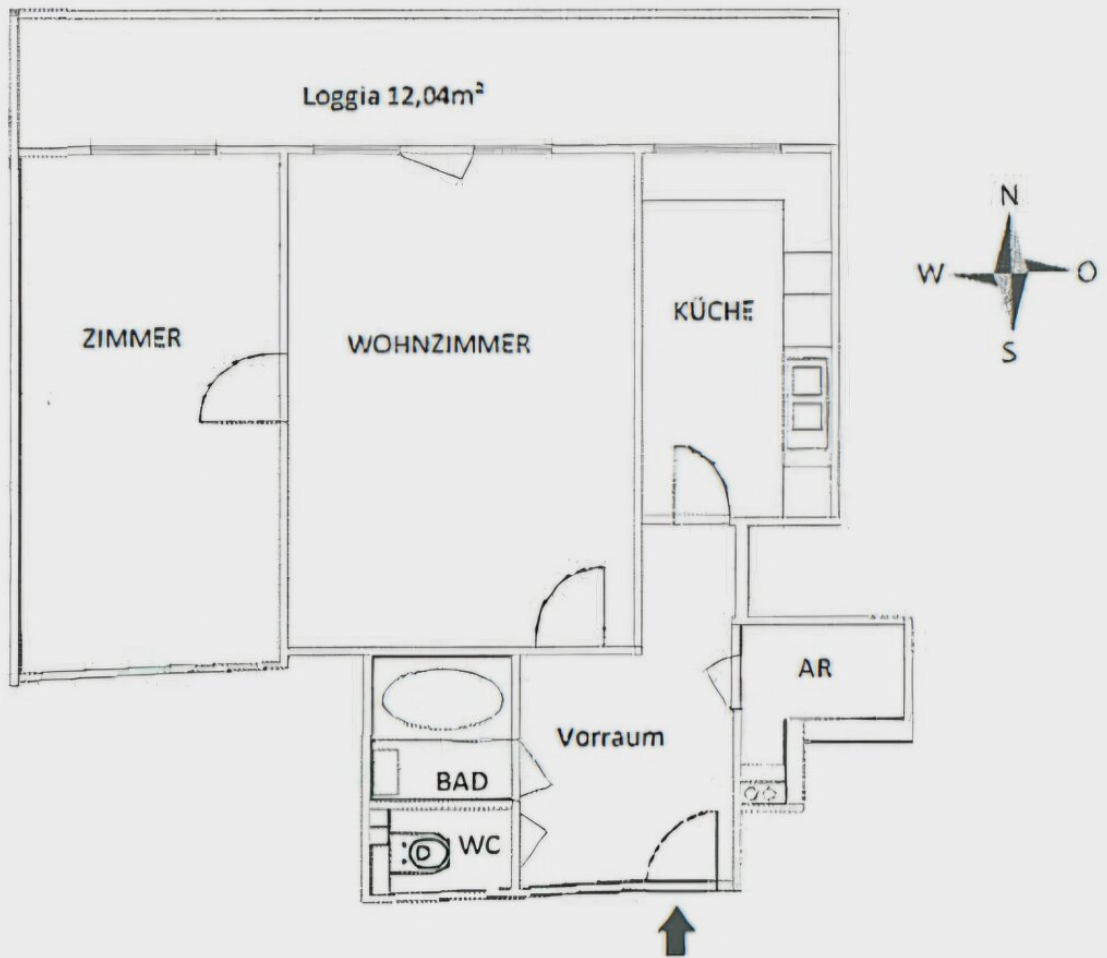 Loggia 12,04m²
N
W
O
S
ZIMMER
WOHNZIMMER
KÜCHE
AR
Vorraum
BAD
WC